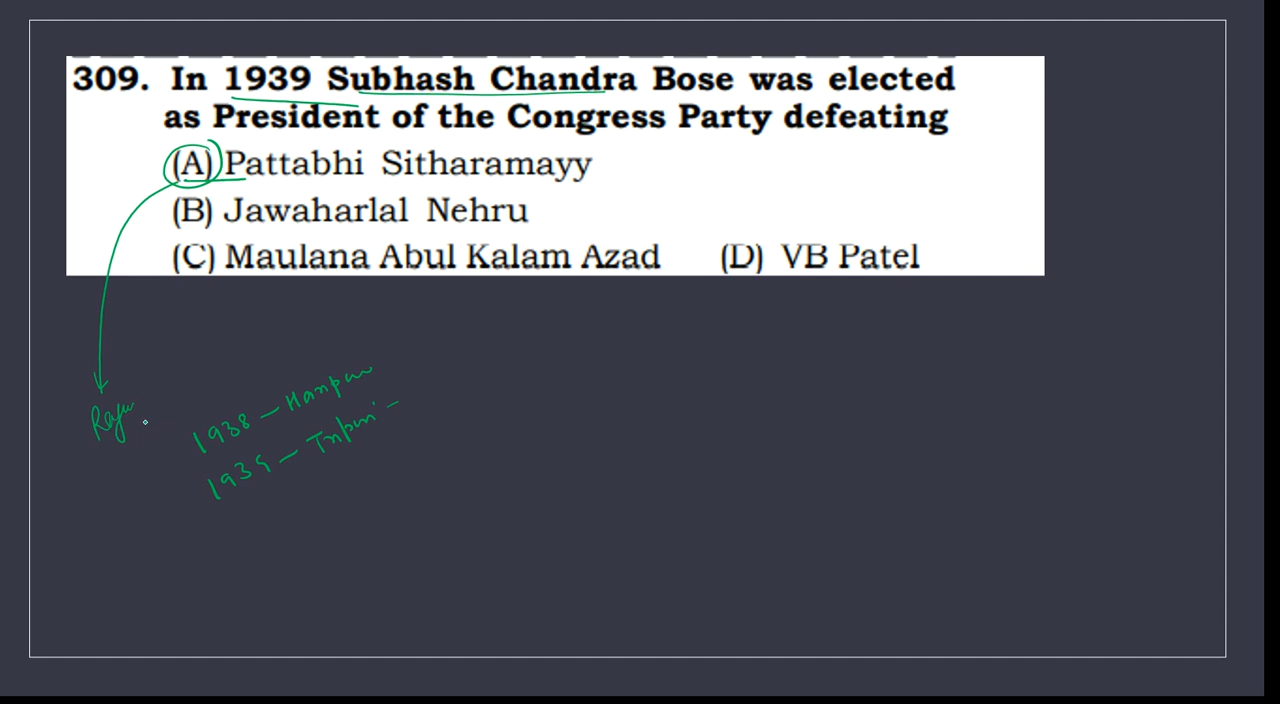 309. In 1939 Subhash Chandra Bose was elected
as President of the Congress Party defeating
(A) Pattabhi Sitharamayy
(B) Jawaharlal Nehru
(C) Maulana Abul Kalam Azad (D) VB Patel
1938 -
1939 - Tripuri -